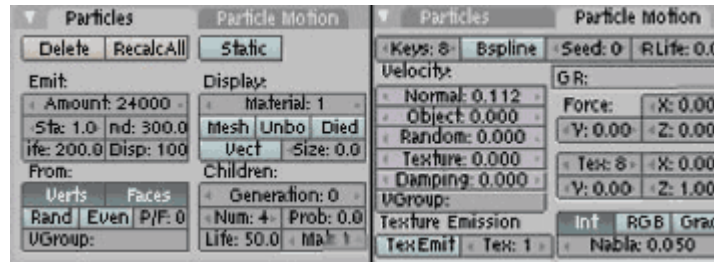 Particles Particle Motion
Delete RecalcAll Static
Emit: Display:
Amount: 24000 Material: 1
Sta: 1.0 nd: 300.0 Mesh Unbo Died
ife: 200.0 Disp: 100 Vect Size: 0.0
From: Children:
Verts Faces Generation: 0
Rand Even P/F: 0 Num: 4 Prob: 0.0
VGroup: Life: 50.0 Mat: 1
Particles Particle Motion
Keys: 8 Bspline Seed: 0 RLife: 0.0
Velocity: GR:
Normal: 0.112 Force: X: 0.00
Object: 0.000 Y: 0.00 Z: 0.00
Random: 0.000
Texture: 0.000 Tex: 8 X: 0.00
Damping: 0.000 Y: 0.00 Z: 1.00
VGroup:
Texture Emission Int RGB Grad
TexEmit Tex: 1 Nabla: 0.050